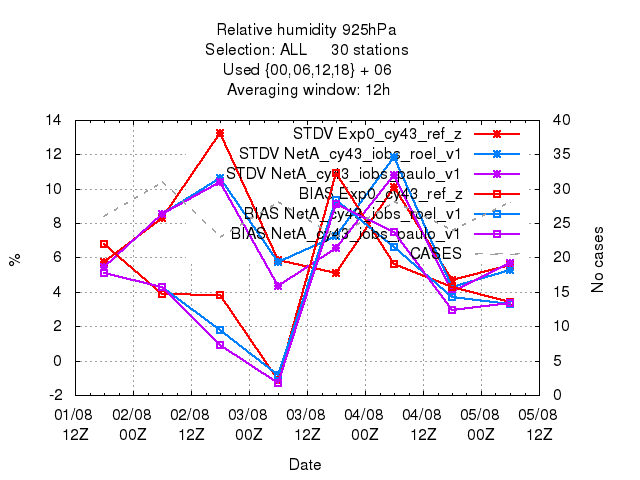 Relative humidity 925hPa
Selection: ALL     30 stations
Used {00,06,12,18} + 06
Averaging window: 12h
14 40
STDV Exp0_cy43_ref_z
12 35
STDV NetA_cy43_iobs_roel_v1
STDV NetA_cy43_iobs_paulo_v1
10 30
BIAS Exp0_cy43_ref_z
BIAS NetA_cy43_iobs_roel_v1
8 25
BIAS NetA_cy43_iobs_paulo_v1
CASES
6 20
%
No cases
4 15
2 10
0 5
-2 0
01/08 02/08 02/08 03/08 03/08 04/08 04/08 05/08 05/08
12Z 00Z 12Z 00Z 12Z 00Z 12Z 00Z 12Z
Date